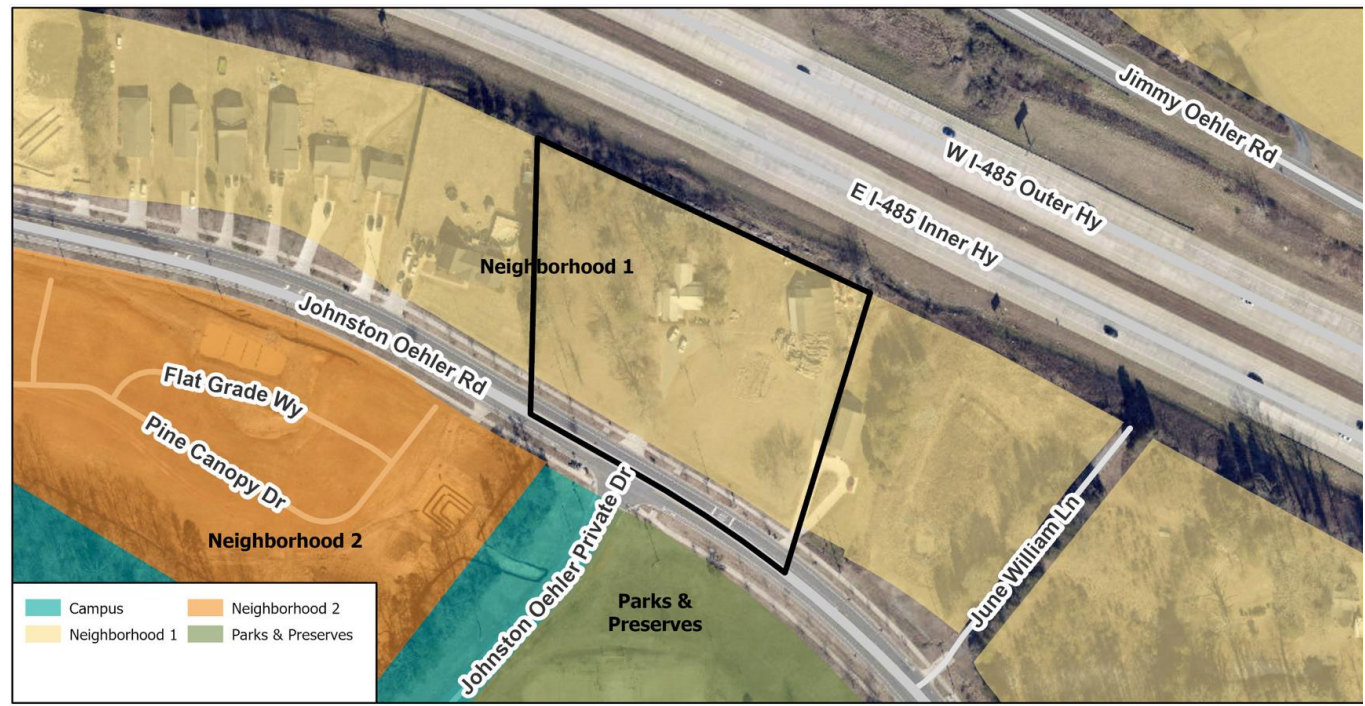 Jimmy Oehler Rd
W I-485 Outer Hy
E I-485 Inner Hy
Neighborhood 1
Johnston Oehler Rd
Flat Grade Wy
Pine Canopy Dr
Neighborhood 2
Johnston Oehler Private Dr
Parks &
Preserves
June William Ln
Campus
Neighborhood 1
Neighborhood 2
Parks & Preserves